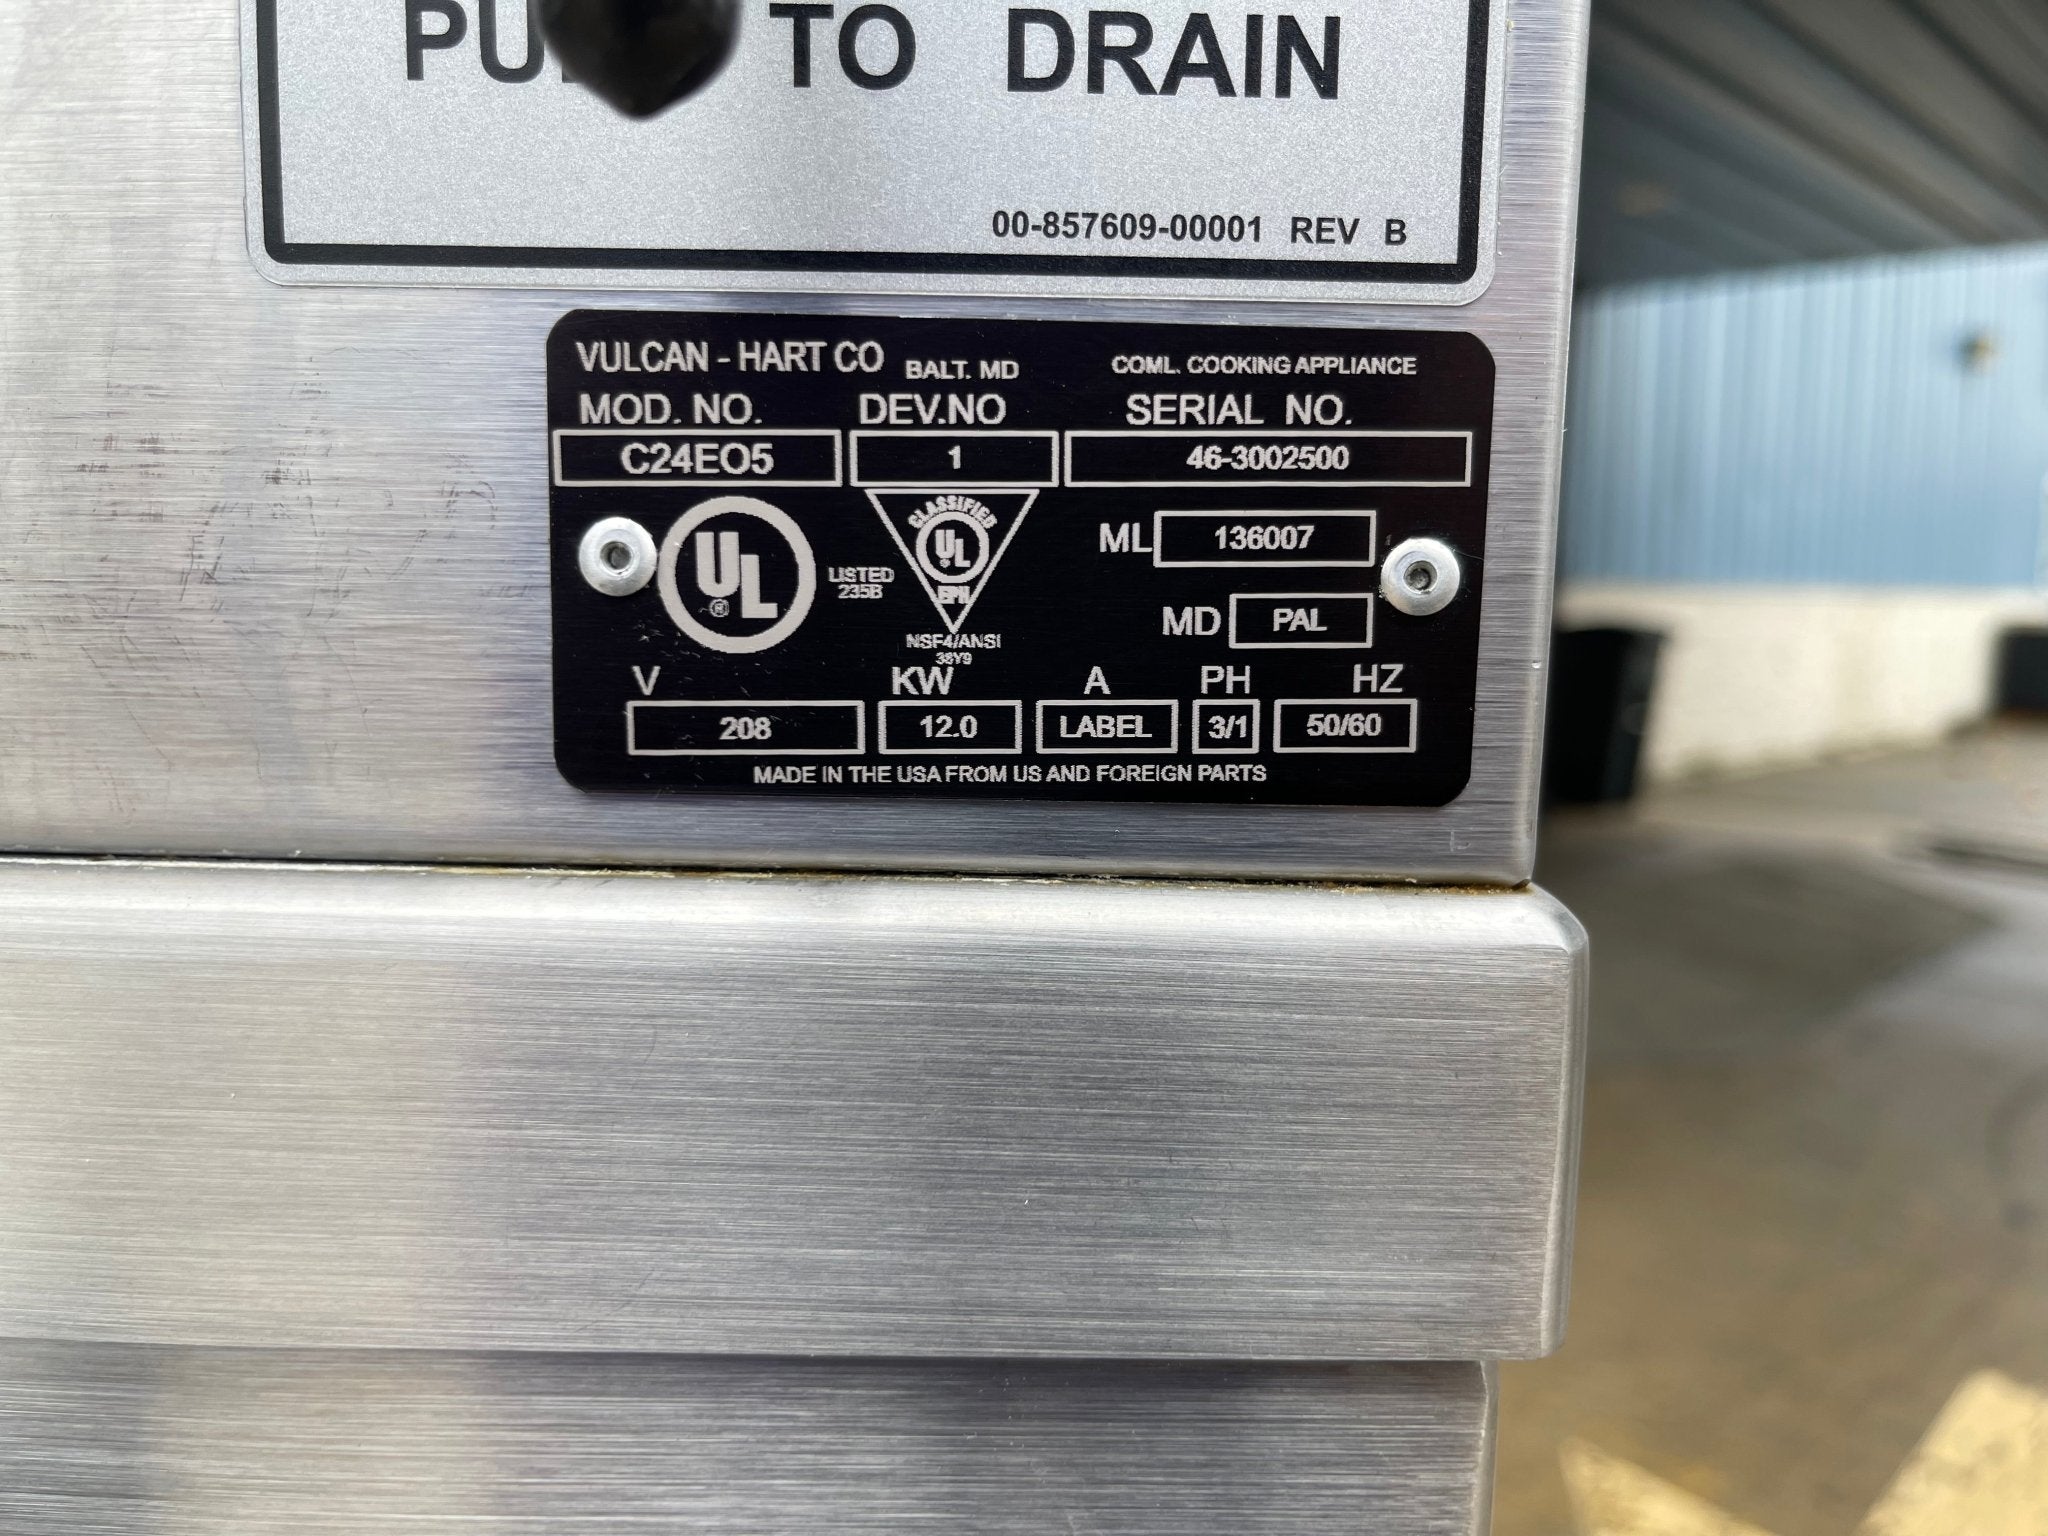 TO DRAIN
00-857609-00001 REV B
VULCAN - HART CO BALT. MD COML. COOKING APPLIANCE
MOD. NO. DEV.NO SERIAL NO.
C24EO5 1 46-3002500
CLASSIFIED
UL
EPH
UL
®
LISTED
235B
NSF4/ANSI
38Y9
ML 136007
MD PAL
V KW A PH HZ
208 12.0 LABEL 3/1 50/60
MADE IN THE USA FROM US AND FOREIGN PARTS